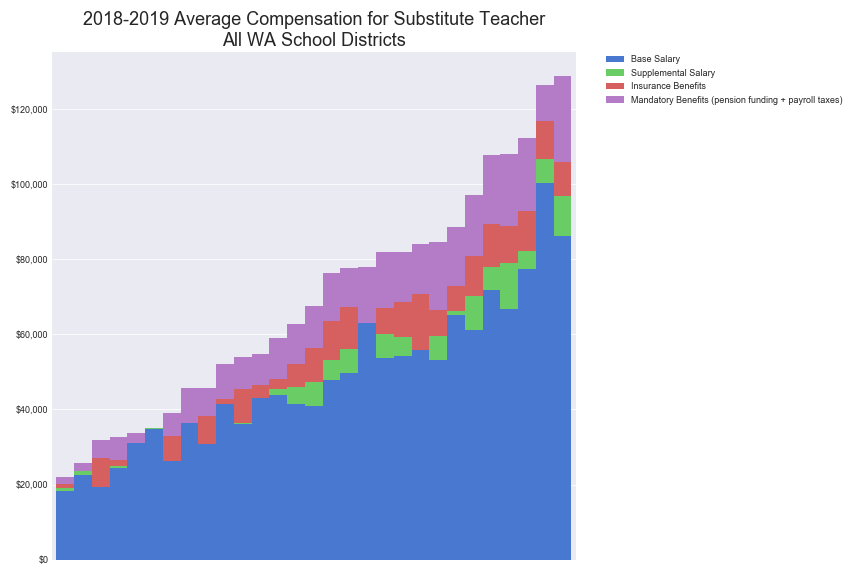 2018-2019 Average Compensation for Substitute Teacher
All WA School Districts
Base Salary
Supplemental Salary
Insurance Benefits
Mandatory Benefits (pension funding + payroll taxes)
$120,000
$100,000
$80,000
$60,000
$40,000
$20,000
$0